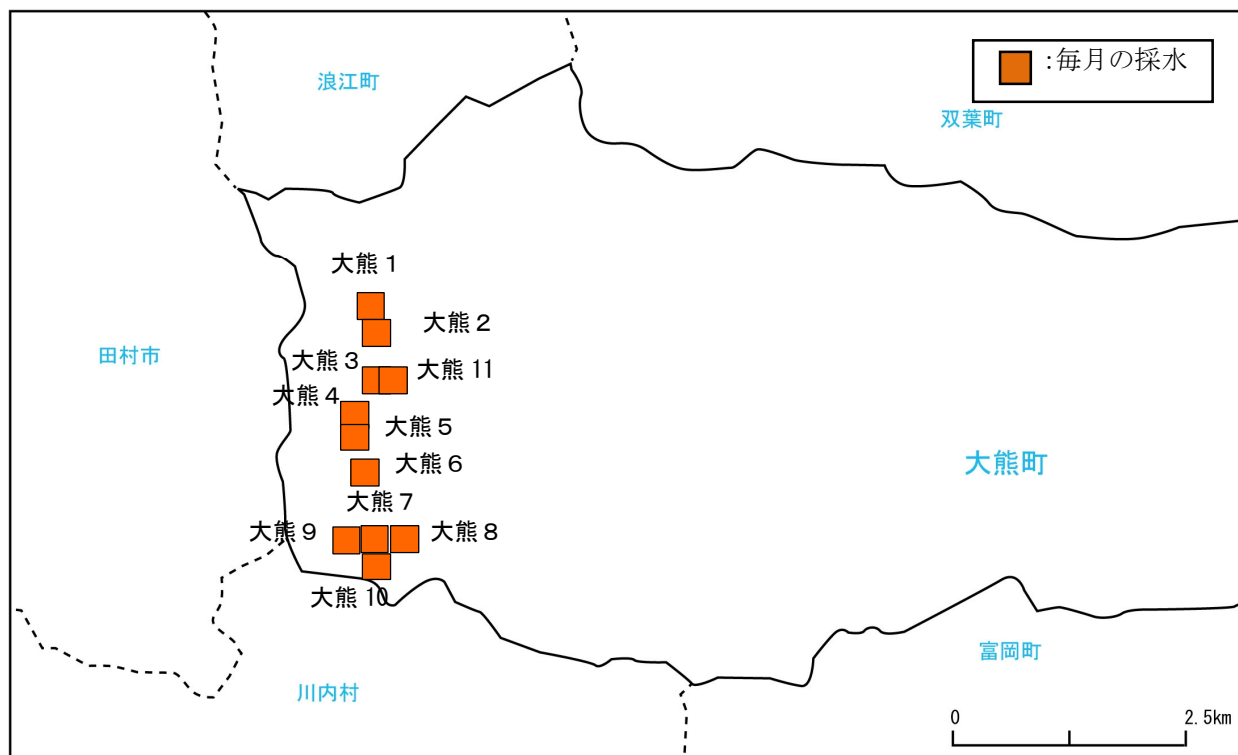 :毎月の採水
浪江町
双葉町
大熊 1
大熊 2
田村市
大熊 3
大熊 11
大熊 4
大熊 5
大熊 6
大熊町
大熊 7
大熊 9
大熊 8
大熊 10
富岡町
川内村
0
2.5km